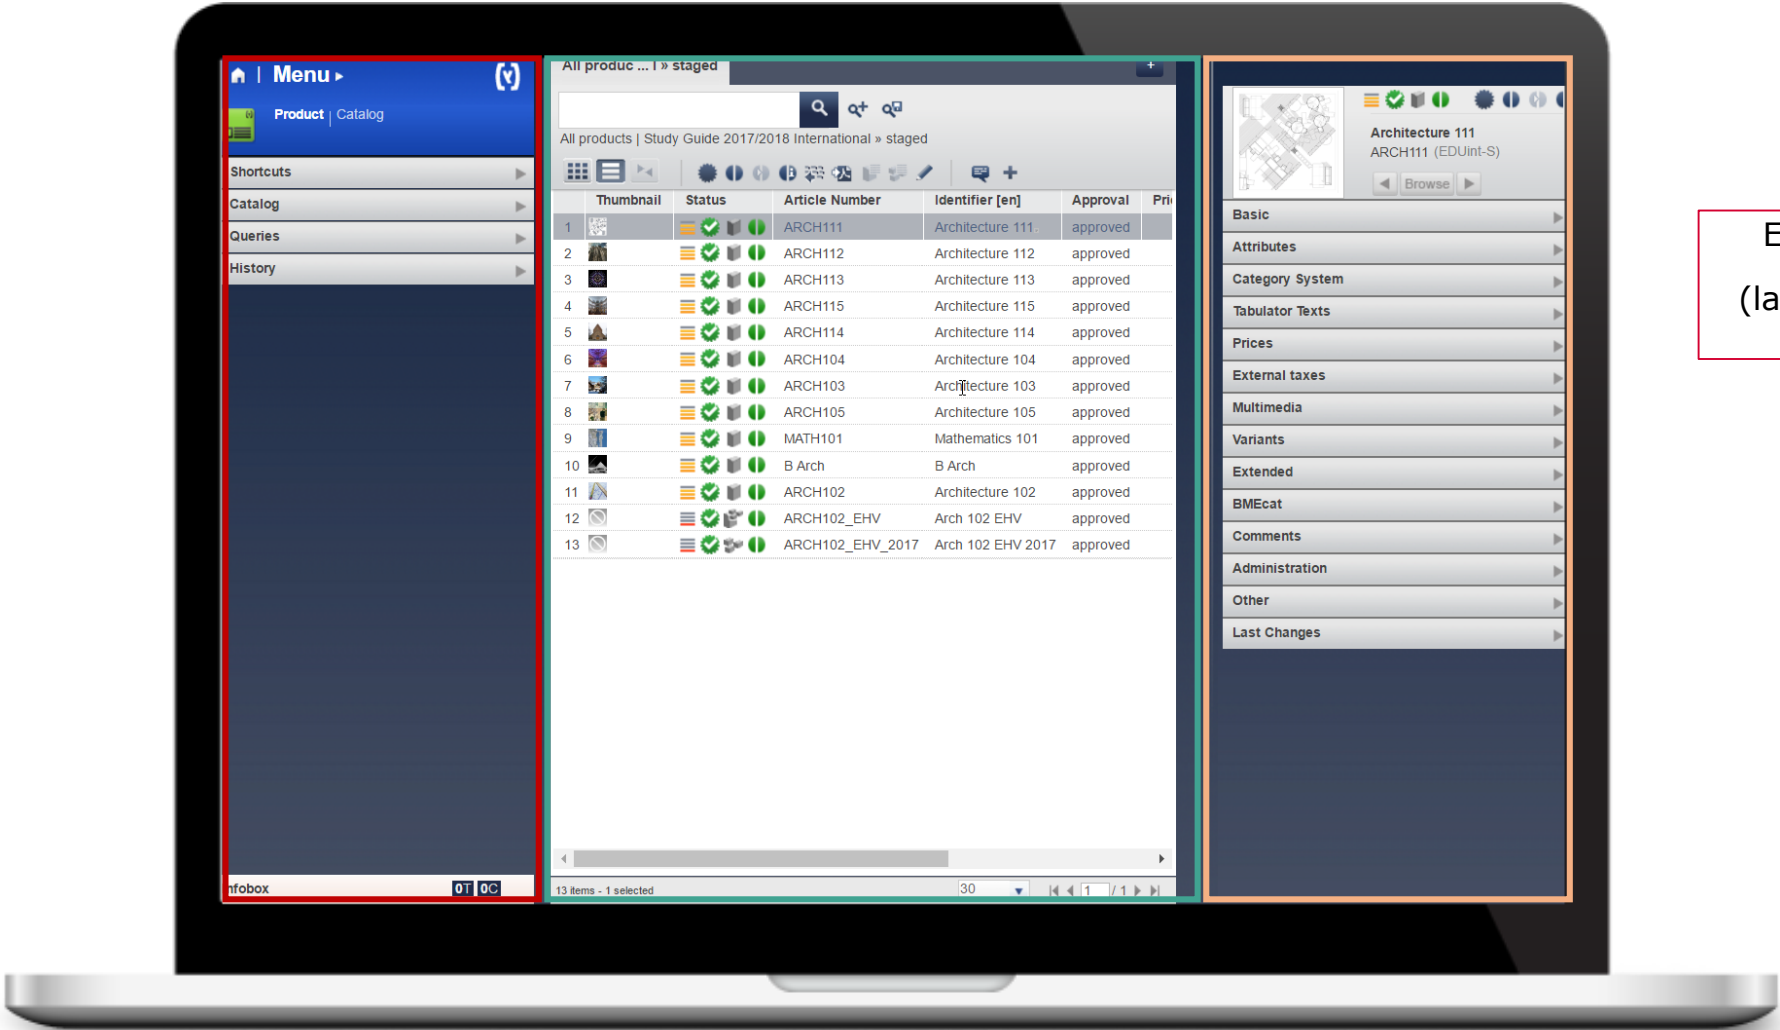 Menu
Product | Catalog
Shortcuts
Catalog
Queries
History
nfobox 0T 0C
All produc ... l » staged
+
All products | Study Guide 2017/2018 International » staged
Thumbnail Status Article Number Identifier [en] Approval Pri
1 ARCH111 Architecture 111 approved
2 ARCH112 Architecture 112 approved
3 ARCH113 Architecture 113 approved
4 ARCH115 Architecture 115 approved
5 ARCH114 Architecture 114 approved
6 ARCH104 Architecture 104 approved
7 ARCH103 Architecture 103 approved
8 ARCH105 Architecture 105 approved
9 MATH101 Mathematics 101 approved
10 B Arch B Arch approved
11 ARCH102 Architecture 102 approved
12 ARCH102_EHV Arch 102 EHV approved
13 ARCH102_EHV_2017 Arch 102 EHV 2017 approved
13 items - 1 selected 30 1 / 1
Architecture 111
ARCH111 (EDUint-S)
Browse
Basic
Attributes
Category System
Tabulator Texts
Prices
External taxes
Multimedia
Variants
Extended
BMEcat
Comments
Administration
Other
Last Changes
E
(la